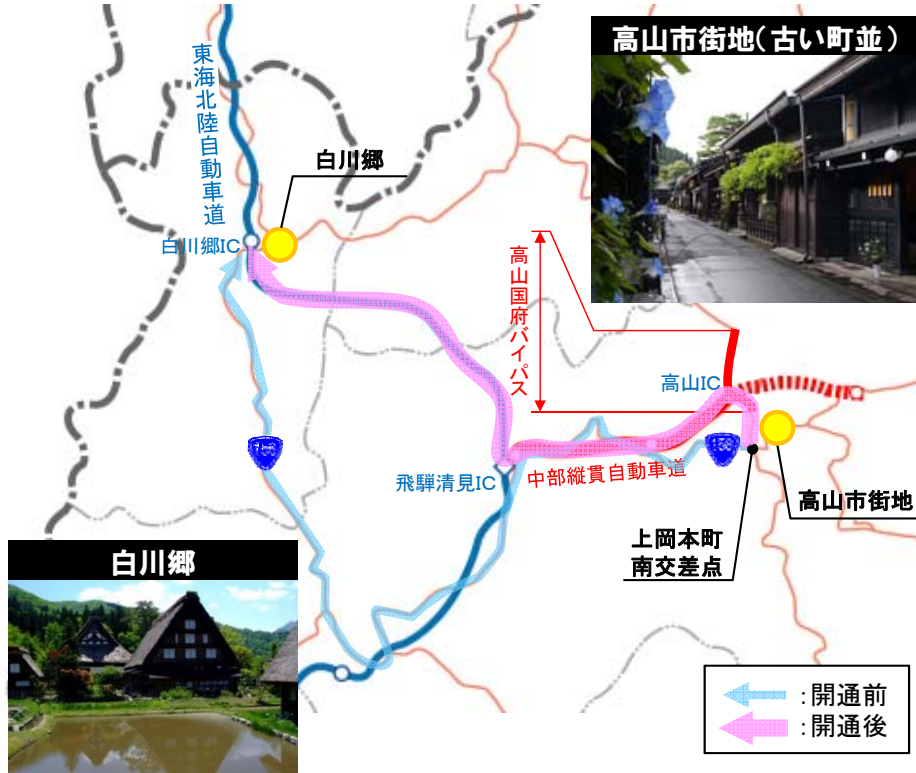 高山市街地(古い町並)
東海北陸自動車道
白川郷
白川郷IC
高山国府バイパス
高山IC
飛騨清見IC
中部縦貫自動車道
高山市街地
上岡本町
南交差点
白川郷
:開通前
:開通後